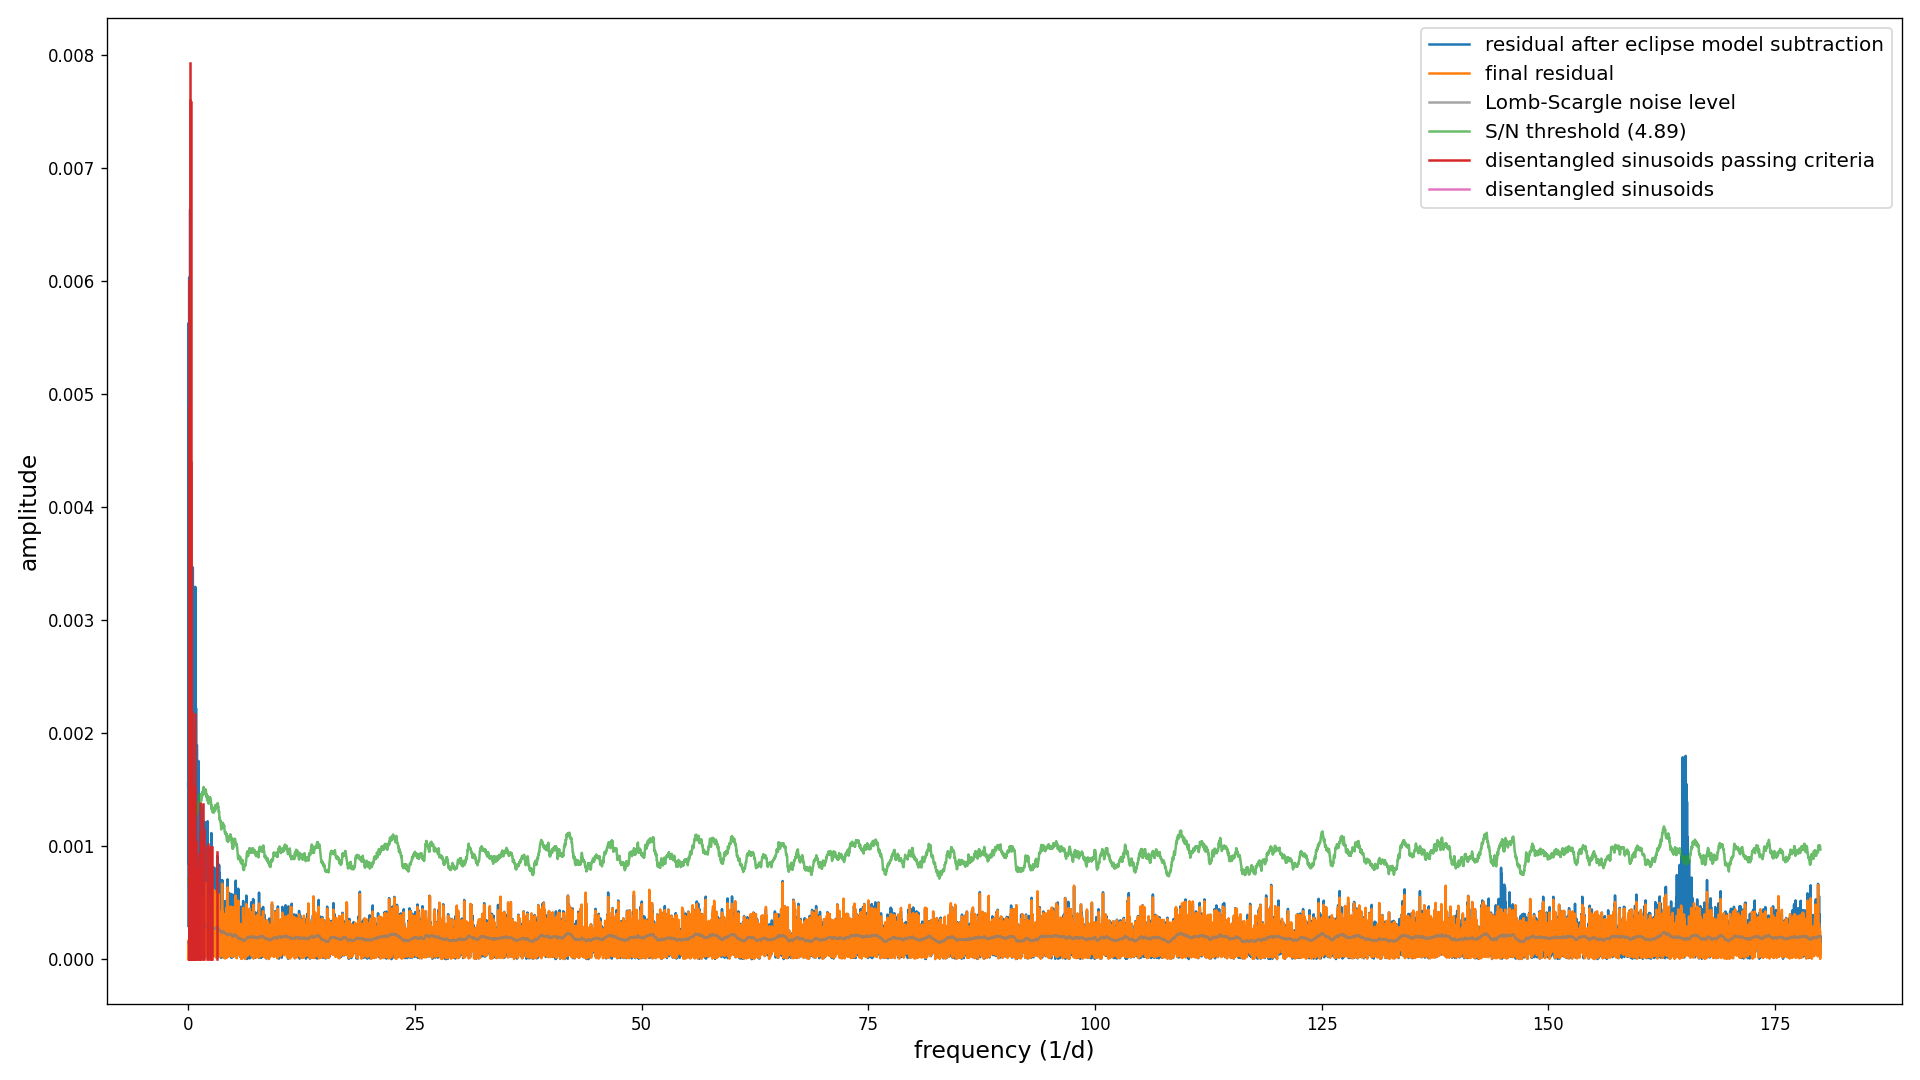 residual after eclipse model subtraction
final residual
Lomb-Scargle noise level
S/N threshold (4.89)
disentangled sinusoids passing criteria
disentangled sinusoids
0.008
0.007
0.006
0.005
0.004
0.003
0.002
0.001
0.000
amplitude
0 25 50 75 100 125 150 175
frequency (1/d)